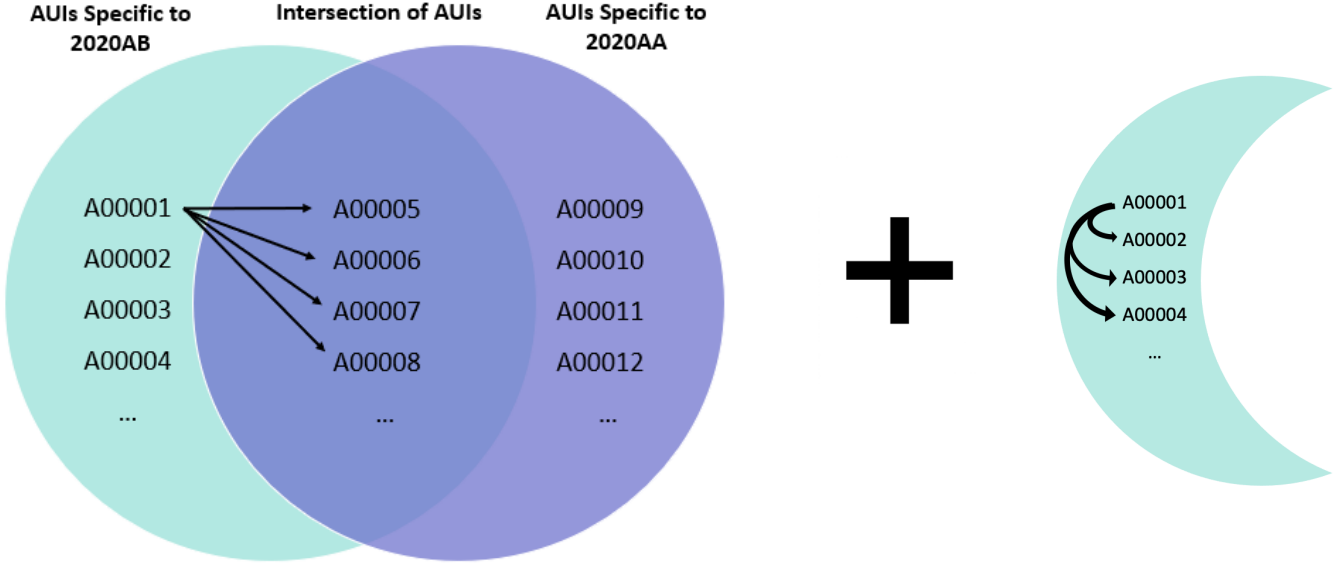 AUIs Specific to
2020AB
Intersection of AUIs
AUIs Specific to
2020AA
A00001
A00002
A00003
A00004
...
A00005
A00006
A00007
A00008
...
A00009
A00010
A00011
A00012
...
A00001
A00002
A00003
A00004
...